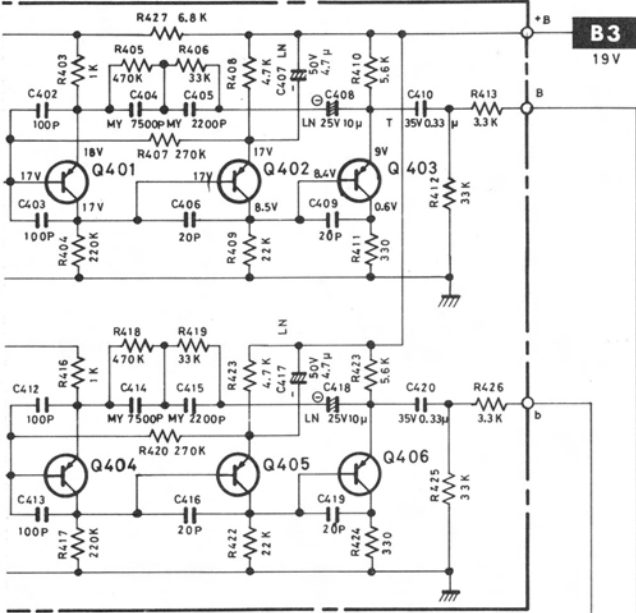 R427 6.8K
+B
B3
19V
R403 1K
R405 470K
R406 33K
R408 4.7K
C407 50V 4.7µ
LN
R410 5.6K
C402 100P
C404 MY 7500P
C405 MY 2200P
C408 LN 25V 10µ
T
C410 35V 0.33µ
B
R413 3.3K
R407 270K
18V
17V
9V
17V
Q401
17V
Q402
8.4V
Q403
17V
8.5V
0.6V
R412 33K
C403 100P
C406 20P
C409 20P
R404 220K
R409 22K
R411 330
LN
R416 1K
R418 470K
R419 33K
R423 4.7K
C417 50V 4.7µ
R423 5.6K
C412 100P
C414 MY 7500P
C415 MY 2200P
C418 LN 25V 10µ
C420 35V 0.33µ
R426 3.3K
b
R420 270K
Q404
Q405
Q406
R425 33K
C413 100P
C416 20P
C419 20P
R417 220K
R422 22K
R424 330